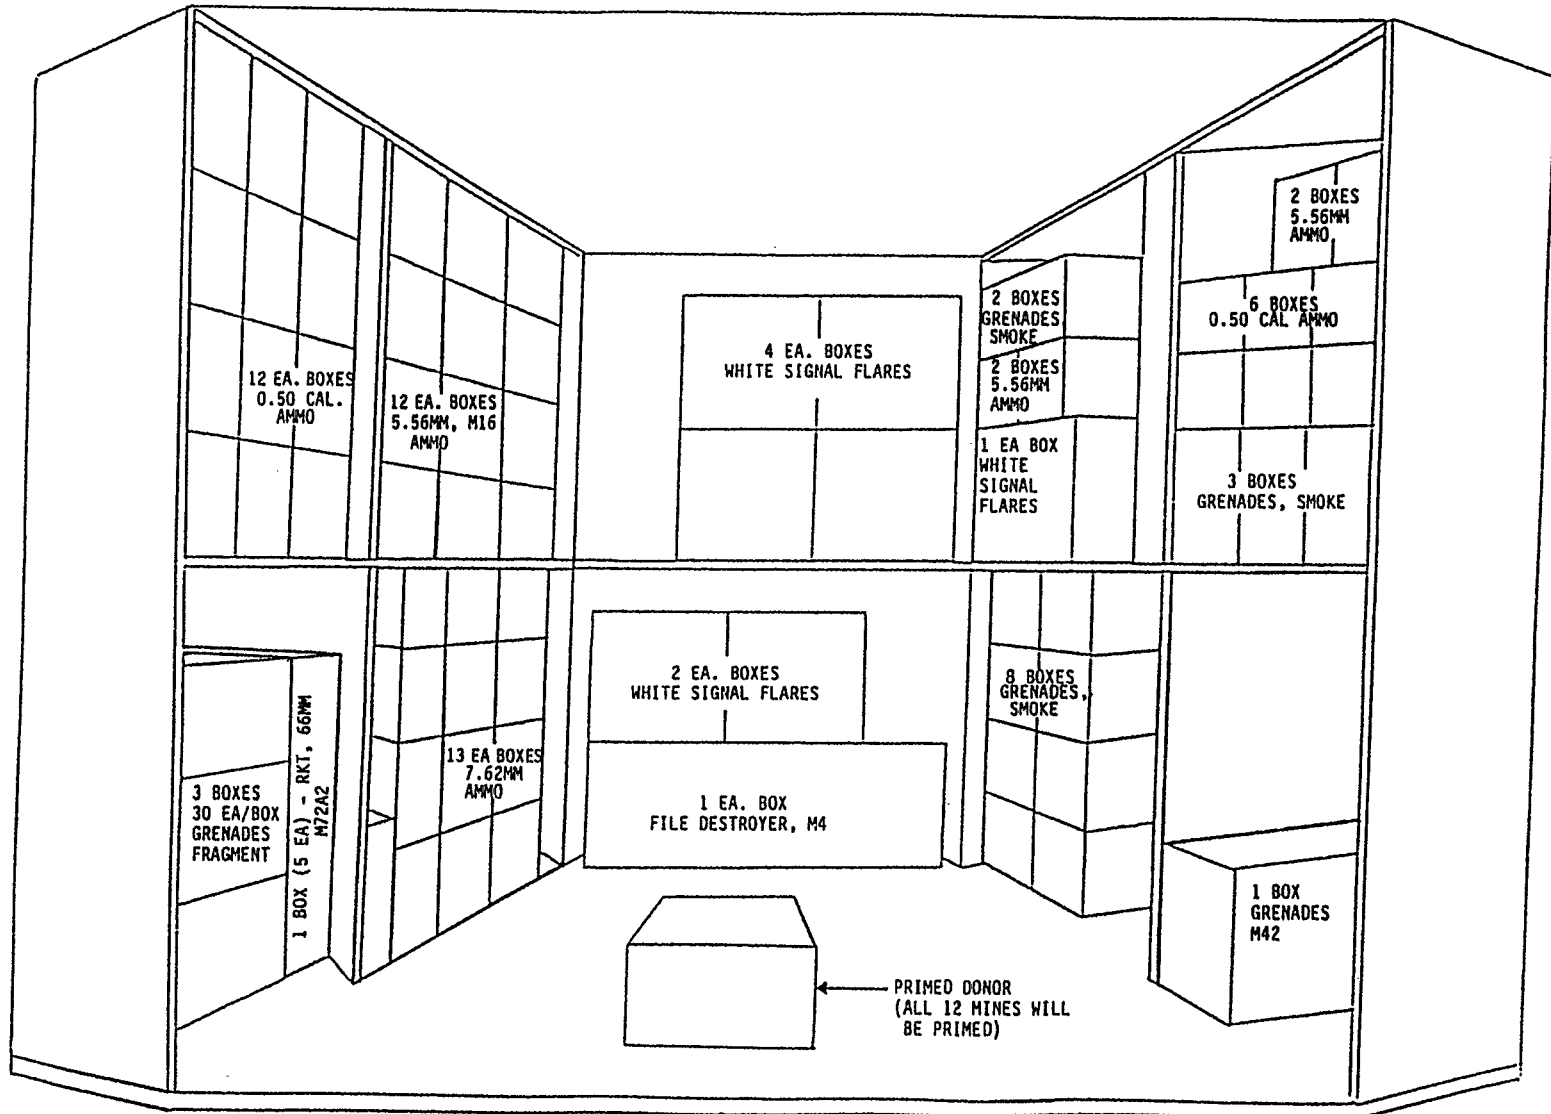 12 EA. BOXES
0.50 CAL.
AMMO
12 EA. BOXES
5.56MM, M16
AMMO
4 EA. BOXES
WHITE SIGNAL FLARES
2 BOXES
GRENADES
SMOKE
2 BOXES
5.56MM
AMMO
1 EA BOX
WHITE
SIGNAL
FLARES
2 BOXES
5.56MM
AMMO
6 BOXES
0.50 CAL AMMO
3 BOXES
GRENADES, SMOKE
3 BOXES
30 EA/BOX
GRENADES
FRAGMENT
1 BOX (5 EA) - RKT, 66MM
M72A2
13 EA BOXES
7.62MM
AMMO
2 EA. BOXES
WHITE SIGNAL FLARES
1 EA. BOX
FILE DESTROYER, M4
8 BOXES
GRENADES,
SMOKE
1 BOX
GRENADES
M42
PRIMED DONOR
(ALL 12 MINES WILL
BE PRIMED)